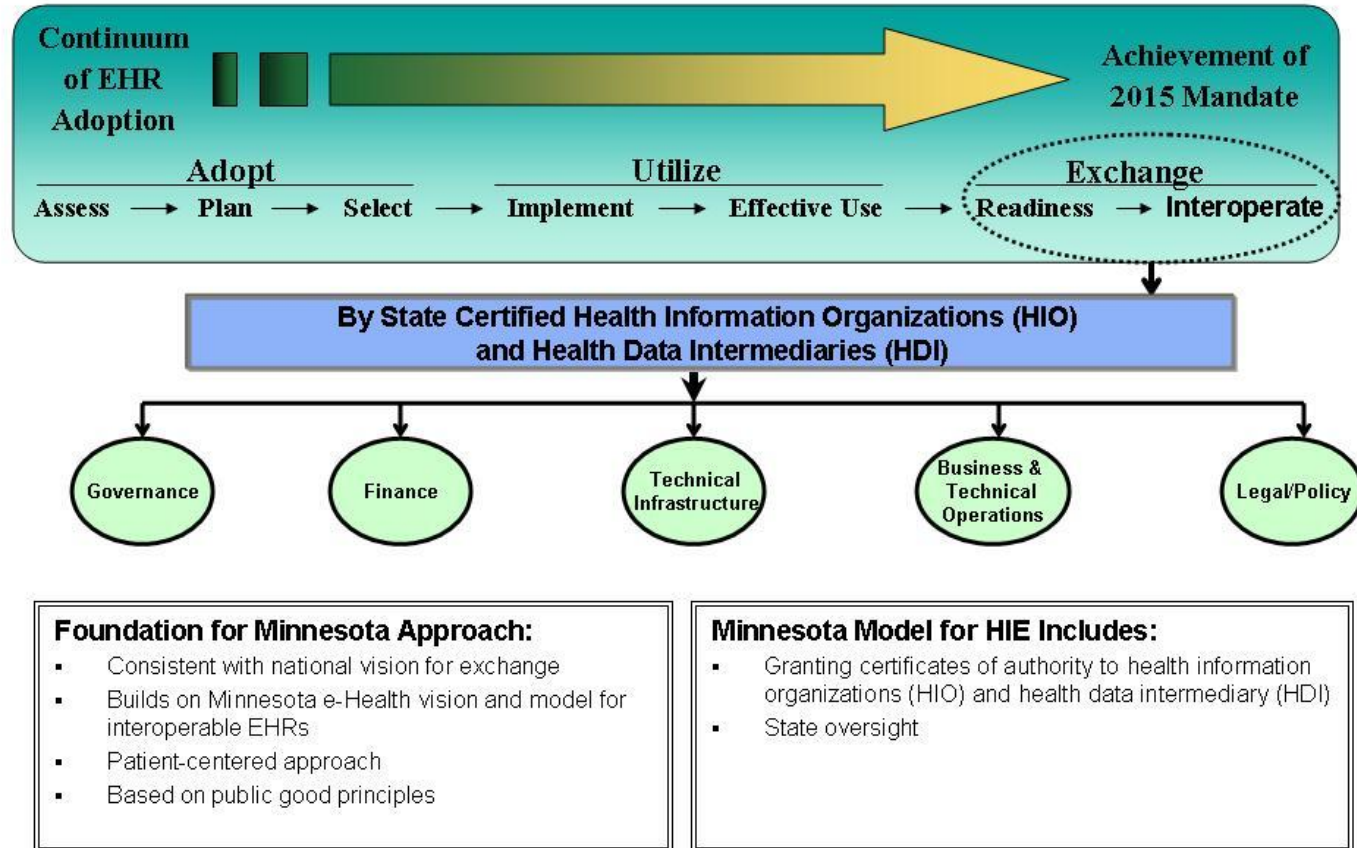 Continuum
of EHR
Adoption
Achievement of
2015 Mandate
Adopt
Utilize
Exchange
Assess
Plan
Select
Implement
Effective Use
Readiness
Interoperate
By State Certified Health Information Organizations (HIO)
and Health Data Intermediaries (HDI)
Governance
Finance
Technical
Infrastructure
Business &
Technical
Operations
Legal/Policy
Foundation for Minnesota Approach:
▪ Consistent with national vision for exchange
▪ Builds on Minnesota e-Health vision and model for
interoperable EHRs
▪ Patient-centered approach
▪ Based on public good principles
Minnesota Model for HIE Includes:
▪ Granting certificates of authority to health information
organizations (HIO) and health data intermediary (HDI)
▪ State oversight